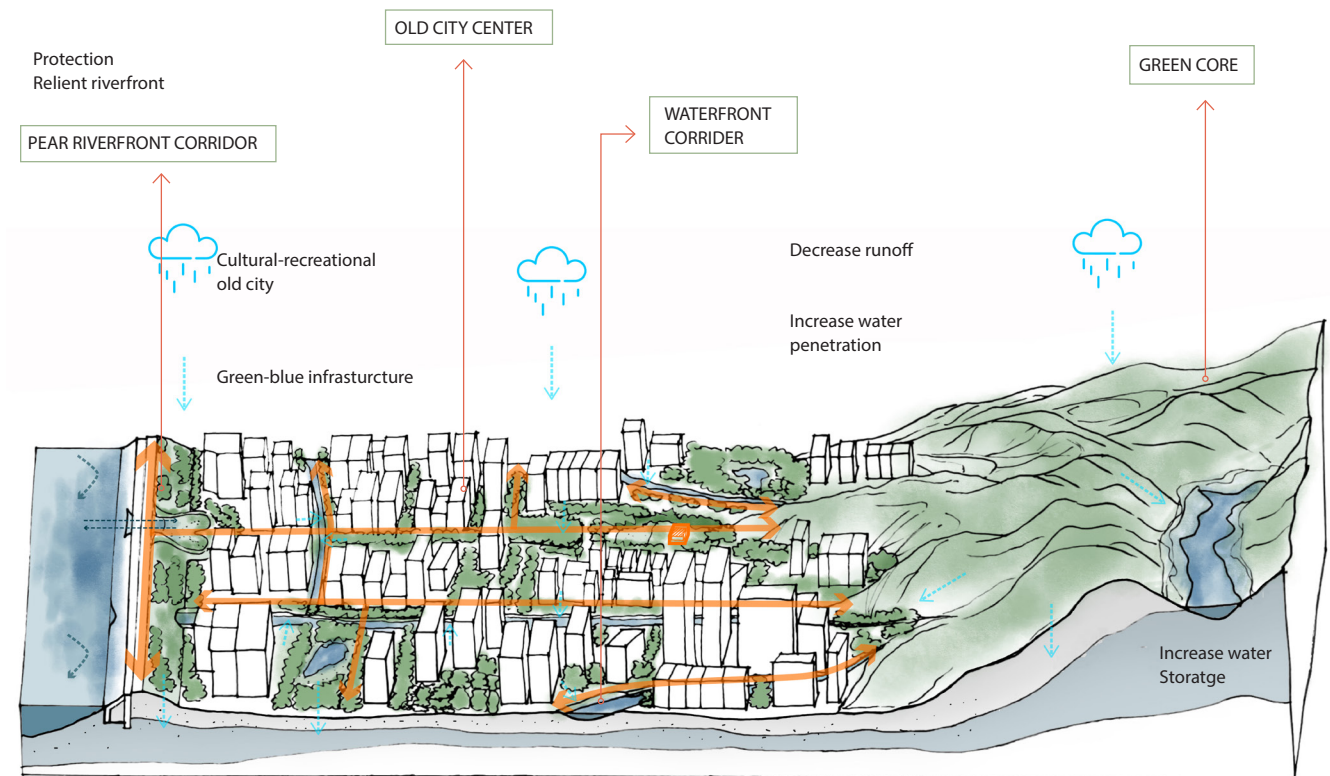 OLD CITY CENTER
Protection
Relient riverfront
GREEN CORE
WATERFRONT
CORRIDER
PEAR RIVERFRONT CORRIDOR
Cultural-recreational
old city
Decrease runoff
Increase water
penetration
Green-blue infrasturcture
Increase water
Storatge